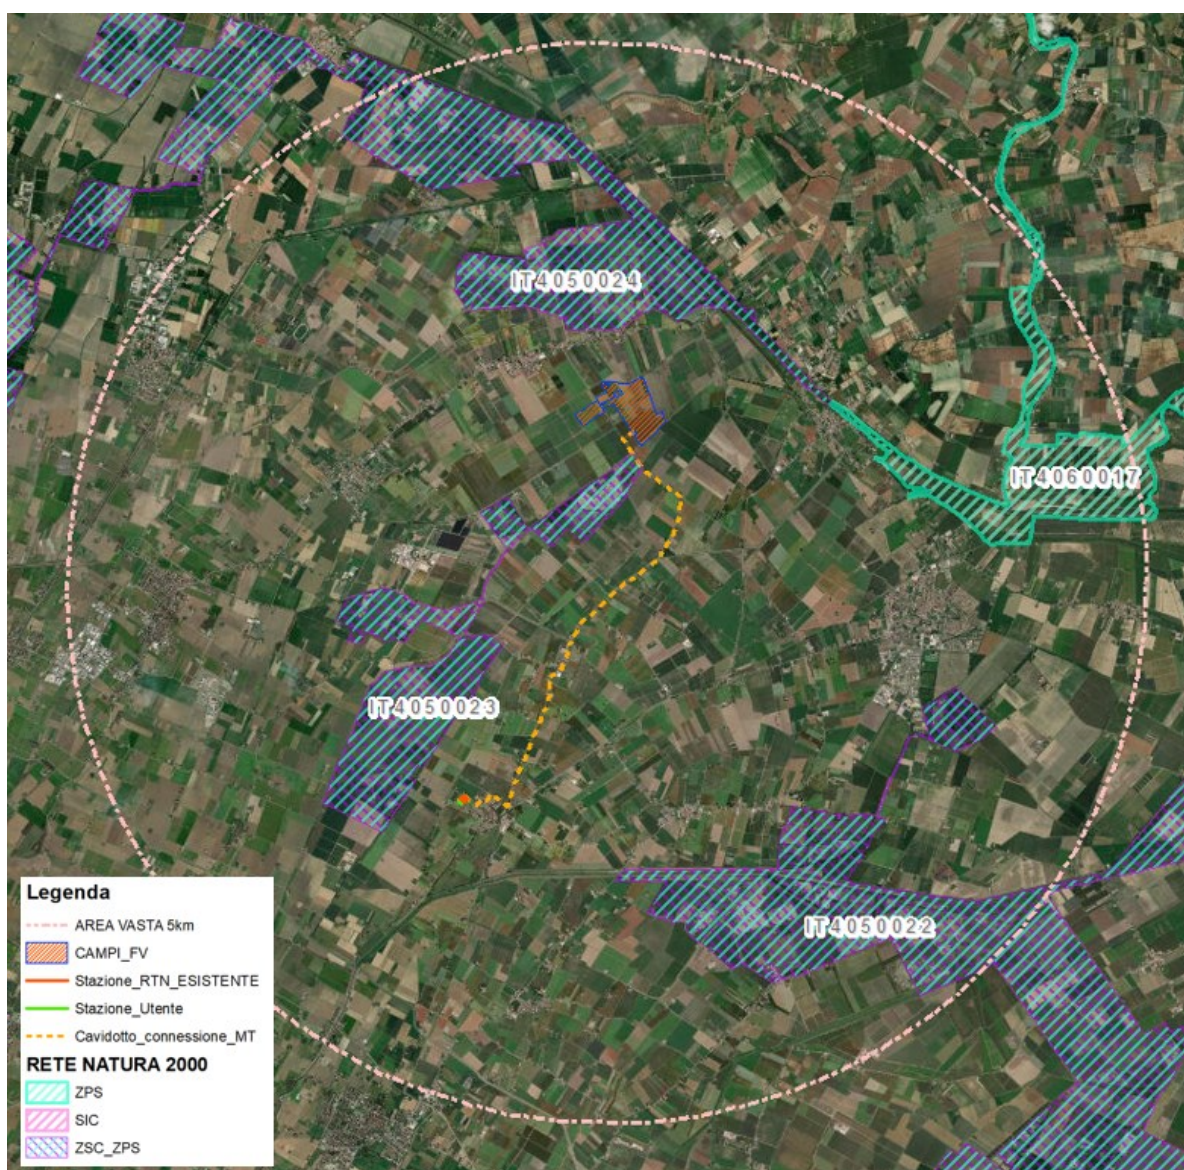 IT4050024
IT4060017
IT4050023
IT4050022
Legenda
AREA VASTA 5km
CAMPI_FV
Stazione_RTN_ESISTENTE
Stazione_Utente
Cavidotto_connessione_MT
RETE NATURA 2000
ZPS
SIC
ZSC_ZPS